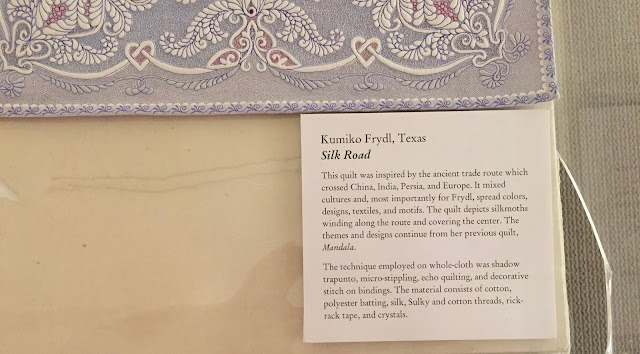 Kumiko Frydl, Texas
Silk Road
This quilt was inspired by the ancient trade route which
crossed China, India, Persia, and Europe. It mixed
cultures and, most importantly for Frydl, spread colors,
designs, textiles, and motifs. The quilt depicts silkmoths
winding along the route and covering the center. The
themes and designs continue from her previous quilt,
Mandala.
The technique employed on whole-cloth was shadow
trapunto, micro-stippling, echo quilting, and decorative
stitch on bindings. The material consists of cotton,
polyester batting, silk, Sulky and cotton threads, rick-
rack tape, and crystals.